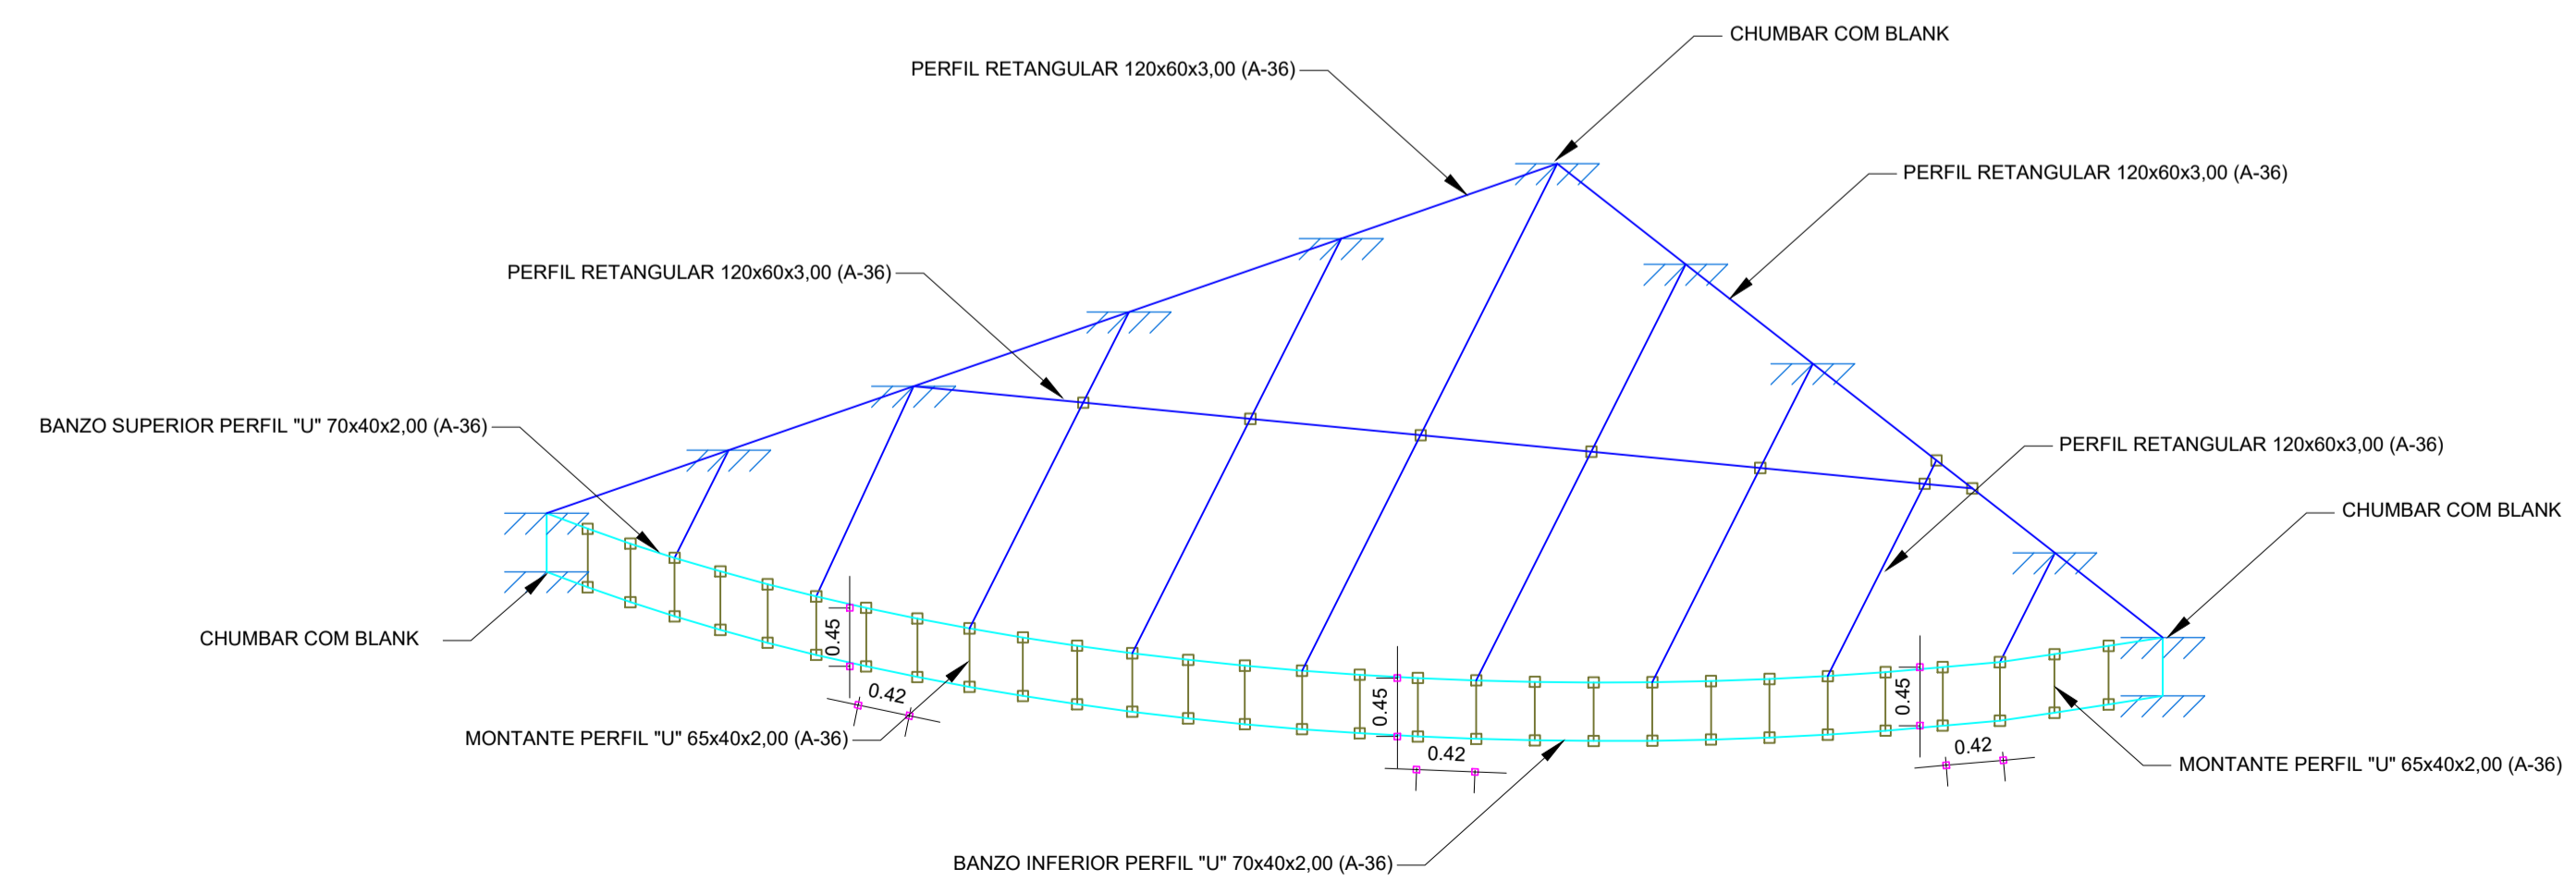 CHUMBAR COM BLANK
PERFIL RETANGULAR 120x60x3,00 (A-36)
PERFIL RETANGULAR 120x60x3,00 (A-36)
PERFIL RETANGULAR 120x60x3,00 (A-36)
BANZO SUPERIOR PERFIL "U" 70x40x2,00 (A-36)
PERFIL RETANGULAR 120x60x3,00 (A-36)
CHUMBAR COM BLANK
CHUMBAR COM BLANK
0.45
0.42
0.45
0.42
0.45
0.42
MONTANTE PERFIL "U" 65x40x2,00 (A-36)
MONTANTE PERFIL "U" 65x40x2,00 (A-36)
BANZO INFERIOR PERFIL "U" 70x40x2,00 (A-36)